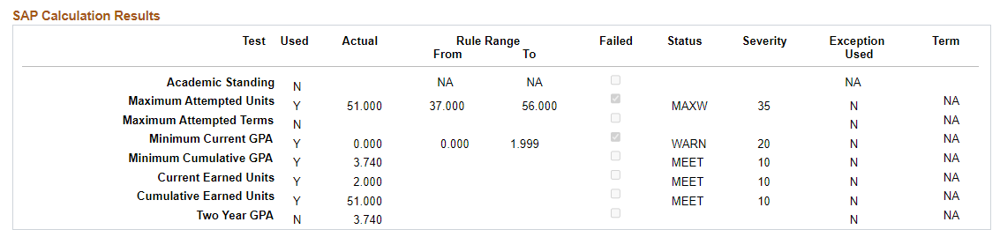 SAP Calculation Results
Test Used Actual Rule Range Failed Status Severity Exception Term
From To Used
Academic Standing N NA NA NA
Maximum Attempted Units Y 51.000 37.000 56.000 MAXW 35 N NA
Maximum Attempted Terms N N NA
Minimum Current GPA Y 0.000 0.000 1.999 WARN 20 N NA
Minimum Cumulative GPA Y 3.740 MEET 10 N NA
Current Earned Units Y 2.000 MEET 10 N NA
Cumulative Earned Units Y 51.000 MEET 10 N NA
Two Year GPA N 3.740 N NA